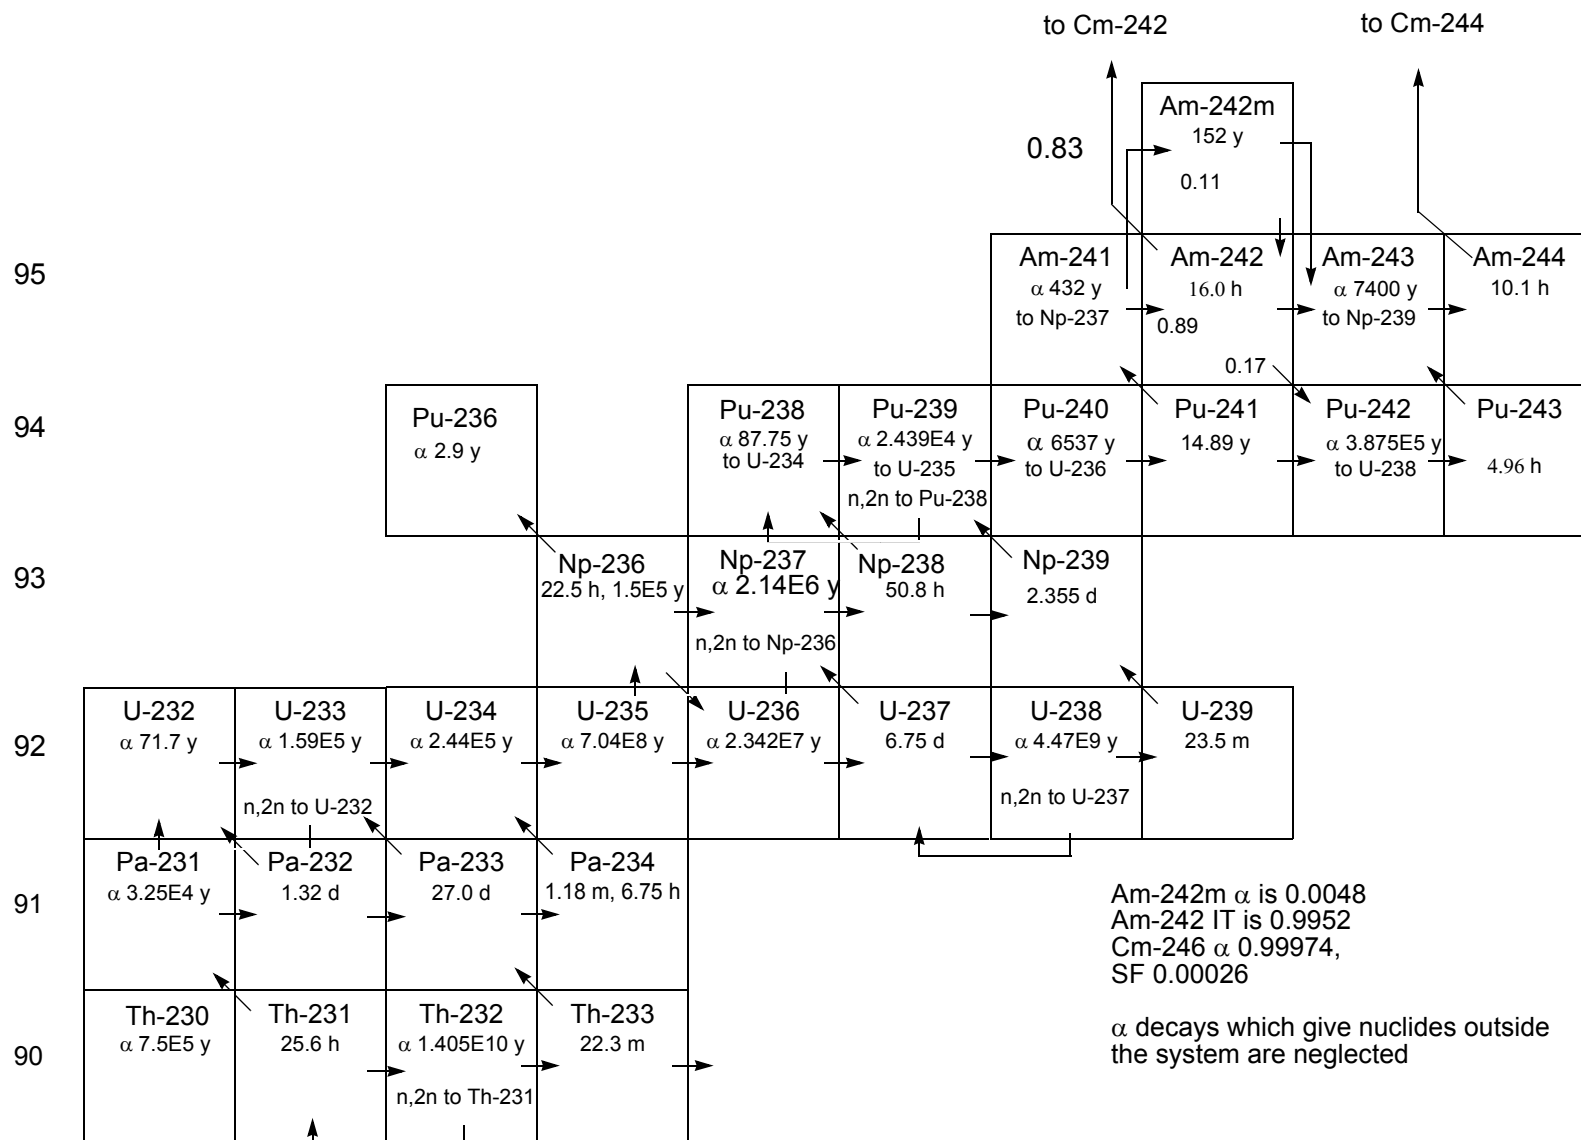 to Cm-242
to Cm-244
Am-242m
152 y
0.83
0.11
95
Am-241
α 432 y
to Np-237
Am-242
16.0 h
0.89
Am-243
α 7400 y
to Np-239
Am-244
10.1 h
0.17
94
Pu-236
α 2.9 y
Pu-238
α 87.75 y
to U-234
Pu-239
α 2.439E4 y
to U-235
n,2n to Pu-238
Pu-240
α 6537 y
to U-236
Pu-241
14.89 y
Pu-242
α 3.875E5 y
to U-238
Pu-243
4.96 h
93
Np-236
22.5 h, 1.5E5 y
Np-237
α 2.14E6 y
n,2n to Np-236
Np-238
50.8 h
Np-239
2.355 d
92
U-232
α 71.7 y
U-233
α 1.59E5 y
n,2n to U-232
U-234
α 2.44E5 y
U-235
α 7.04E8 y
U-236
α 2.342E7 y
U-237
6.75 d
U-238
α 4.47E9 y
n,2n to U-237
U-239
23.5 m
91
Pa-231
α 3.25E4 y
Pa-232
1.32 d
Pa-233
27.0 d
Pa-234
1.18 m, 6.75 h
90
Th-230
α 7.5E5 y
Th-231
25.6 h
Th-232
α 1.405E10 y
n,2n to Th-231
Th-233
22.3 m
Am-242m α is 0.0048
Am-242 IT is 0.9952
Cm-246 α 0.99974,
SF 0.00026
α decays which give nuclides outside
the system are neglected